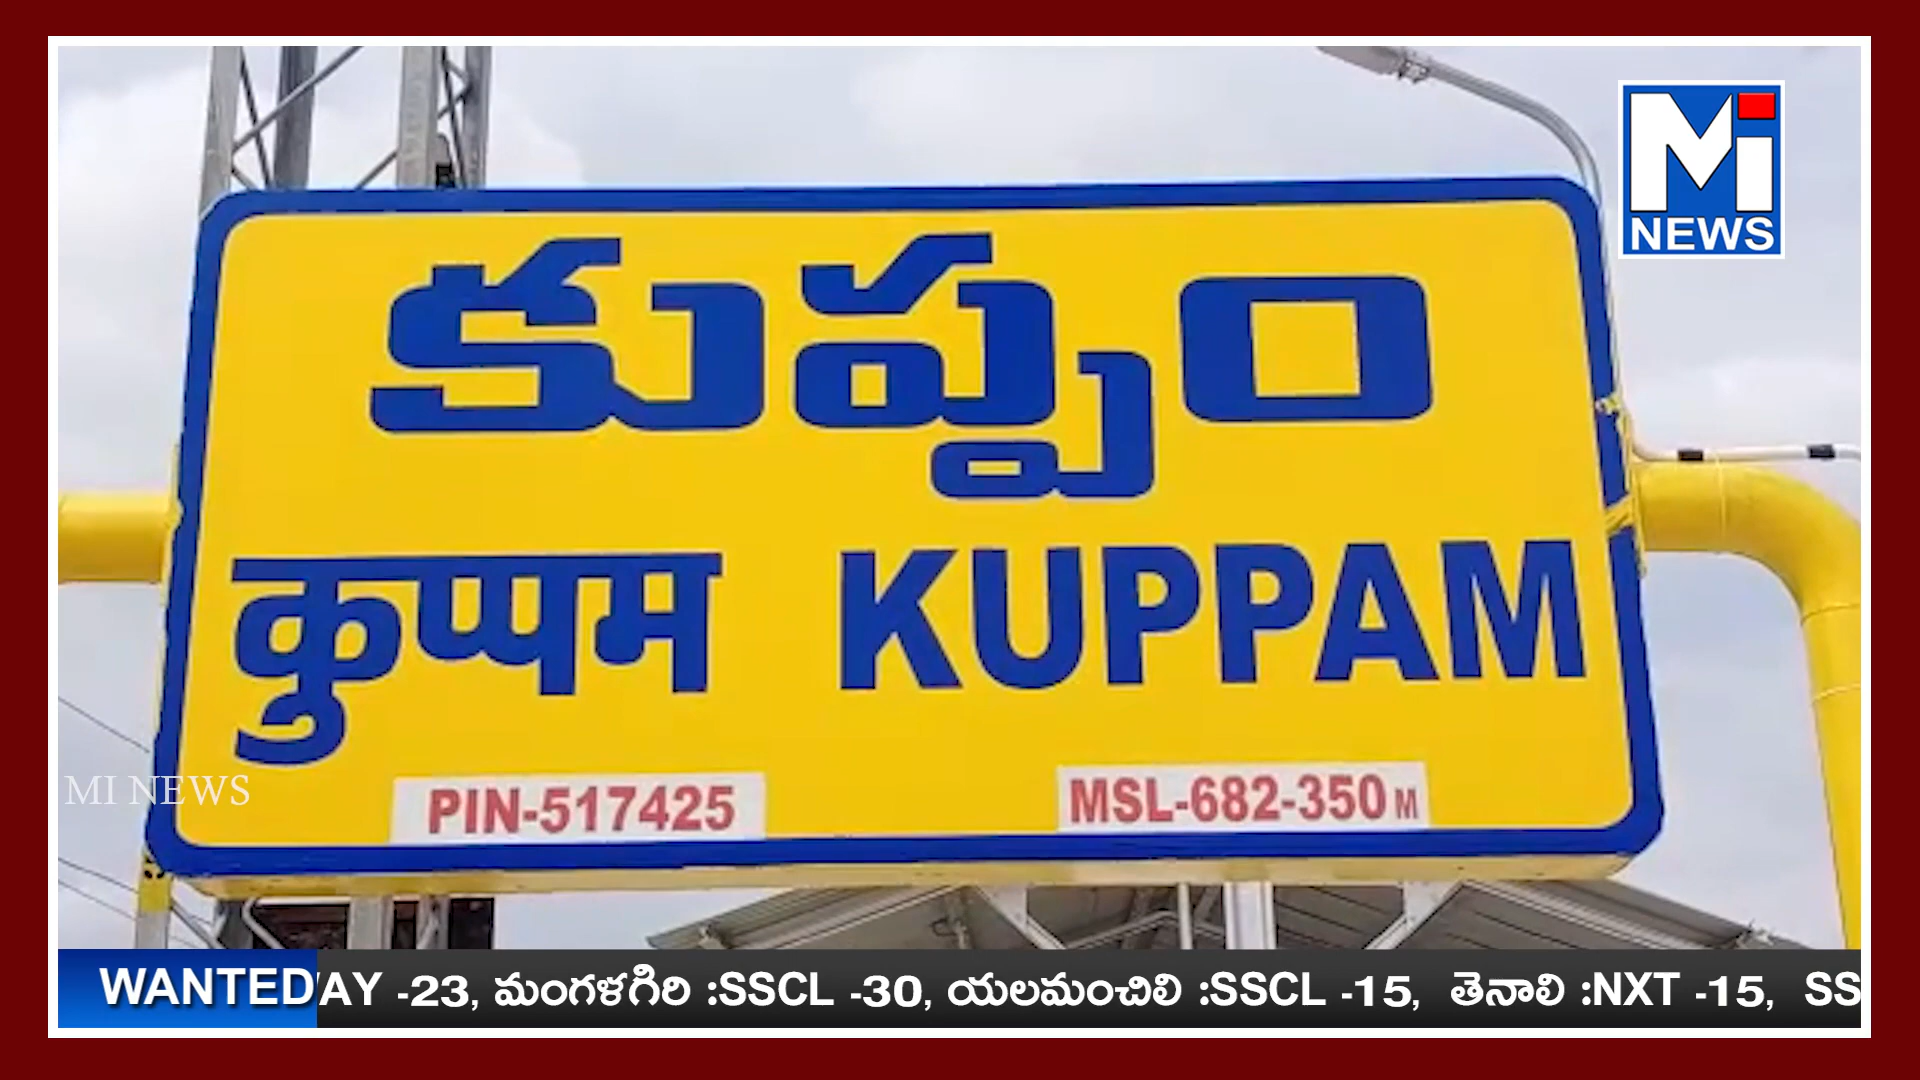 Mi
NEWS
కుప్పం
कुप्पम KUPPAM
PIN-517425
MSL-682-350 M
MI NEWS
WANTED AY -23, మంగళగిరి :SSCL -30, యలమంచిలి :SSCL -15, తెనాలి :NXT -15, SS